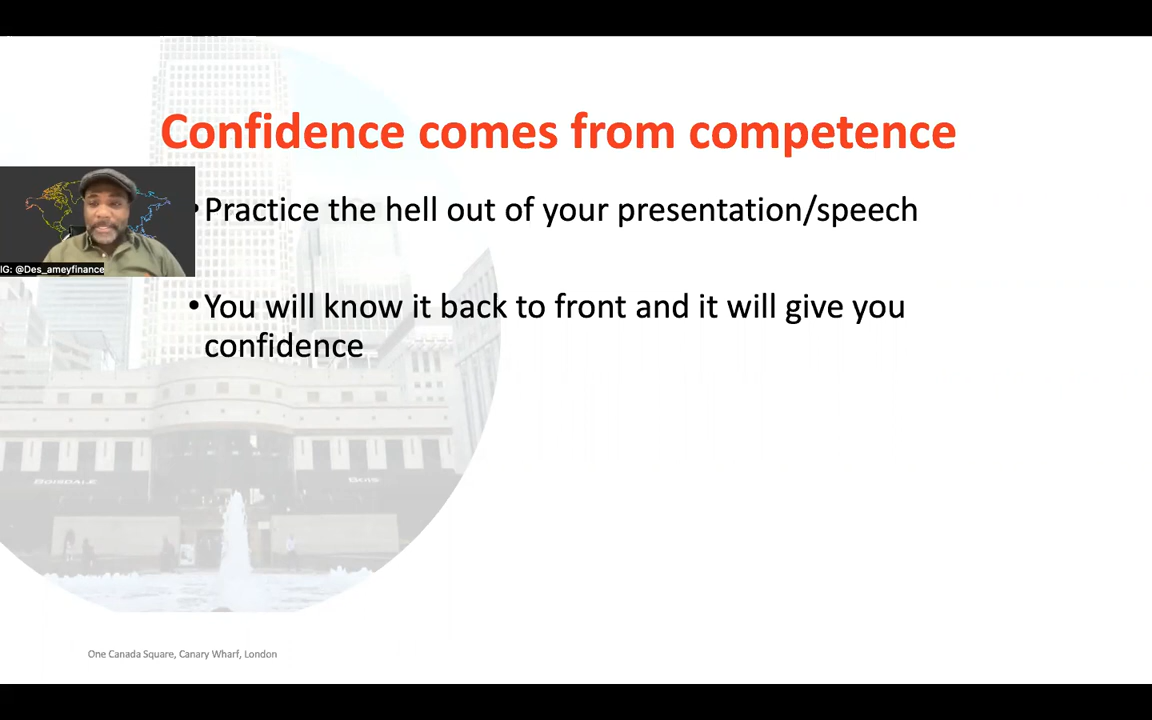 Confidence comes from competence
•Practice the hell out of your presentation/speech
IG: @Des_ameyfinance
•You will know it back to front and it will give you
confidence
BOISDALE
One Canada Square, Canary Wharf, London